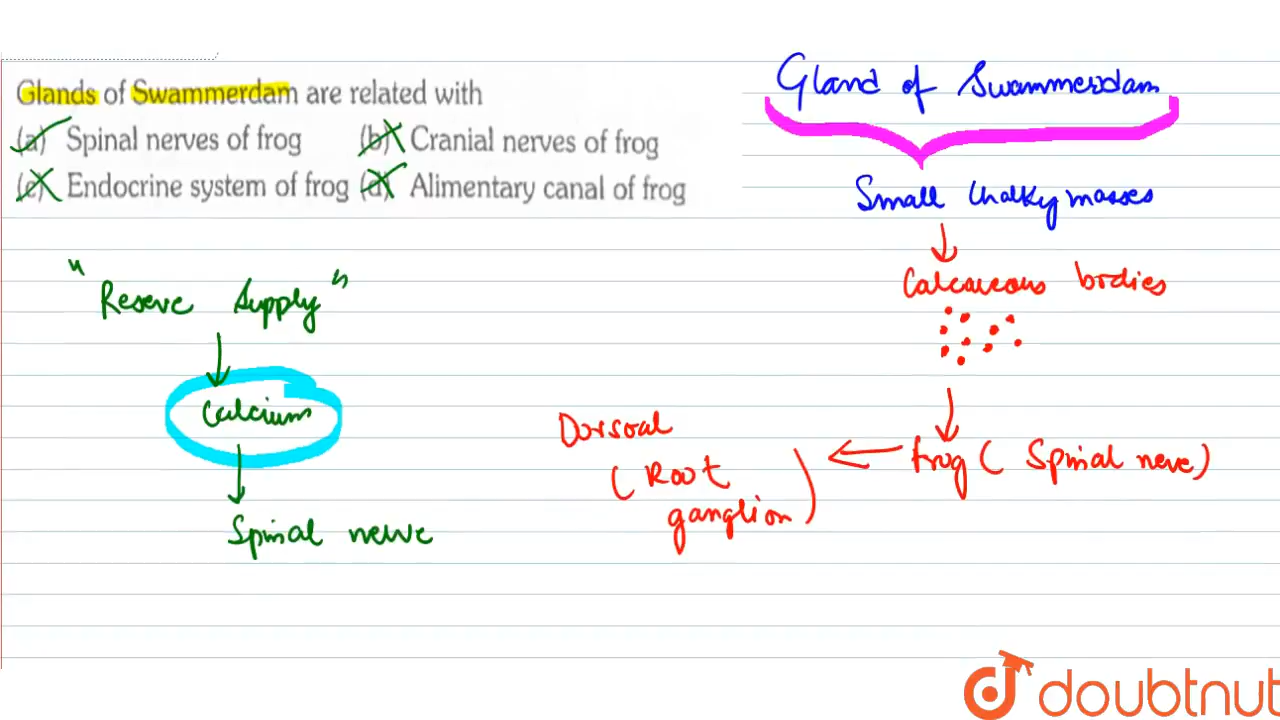 Glands of Swammerdam are related with
(a) Spinal nerves of frog (b) Cranial nerves of frog
(c) Endocrine system of frog (d) Alimentary canal of frog
Gland of Swammerdam
Small Chalky masses
Calcareous bodies
frog ( Spinal nerve)
Dorsoal
( Root
ganglion )
" Reserve Supply "
Calcium
Spinal nerve
doubtnut